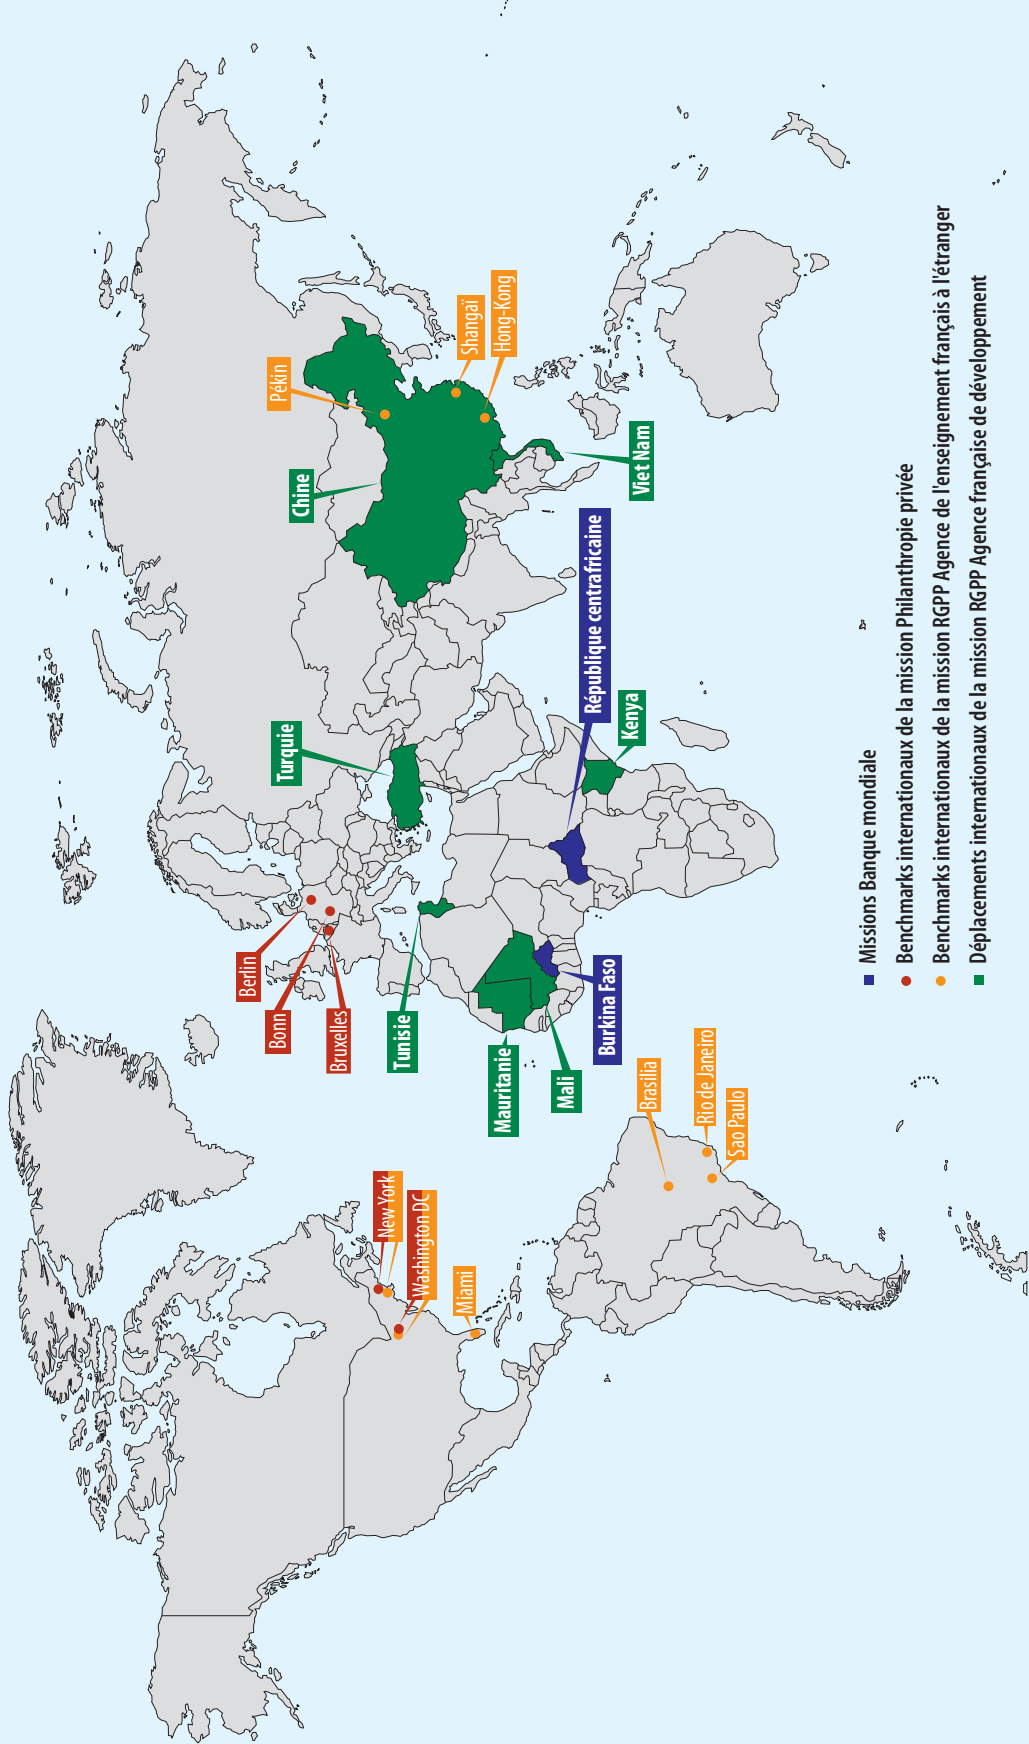 New York
Washington DC
Miami
Brasilia
Rio de Janeiro
Sao Paulo
Berlin
Bonn
Bruxelles
Tunisie
Mauritanie
Mali
Burkina Faso
Turquie
République centrafricaine
Kenya
Chine
Pékin
Shangaï
Hong-Kong
Viet Nam
Missions Banque mondiale
Benchmarks internationaux de la mission Philanthropie privée
Benchmarks internationaux de la mission RGPP Agence de l'enseignement français à l'étranger
Déplacements internationaux de la mission RGPP Agence française de développement